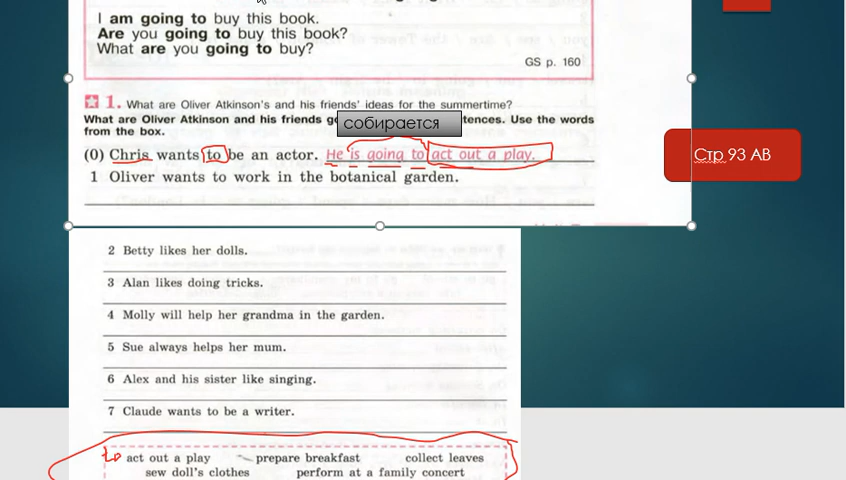 I am going to buy this book.
Are you going to buy this book?
What are you going to buy?
GS p. 160
1. What are Oliver Atkinson's and his friends' ideas for the summertime?
What are Oliver Atkinson and his friends
собирается
tences. Use the words
from the box.
(0) Chris wants to be an actor. He is going to act out a play.
Стр 93 АВ
1 Oliver wants to work in the botanical garden.
2 Betty likes her dolls.
3 Alan likes doing tricks.
4 Molly will help her grandma in the garden.
5 Sue always helps her mum.
6 Alex and his sister like singing.
7 Claude wants to be a writer.
act out a play prepare breakfast collect leaves
sew doll's clothes perform at a family concert